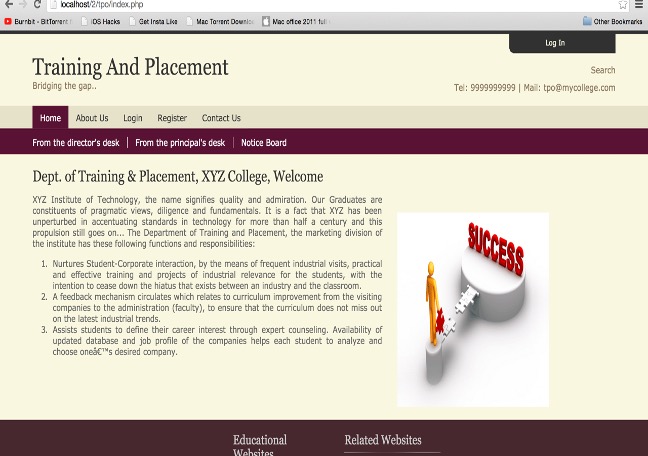 localhost/2/tpo/index.php
Burnbit - BitTorrent
iOS Hacks
Get Insta Like
Mac Torrent Downlo
Mac office 2011 full
Other Bookmarks
Log In
Training And Placement
Bridging the gap..
Search
Tel: 9999999999 | Mail: tpo@mycollege.com
Home About Us Login Register Contact Us
From the director's desk From the principal's desk Notice Board
Dept. of Training & Placement, XYZ College, Welcome
XYZ Institute of Technology, the name signifies quality and admiration. Our Graduates are
constituents of pragmatic views, diligence and fundamentals. It is a fact that XYZ has been
unperturbed in accentuating standards in technology for more than half a century and this
propulsion still goes on... The Department of Training and Placement, the marketing division of
the institute has these following functions and responsibilities:
1. Nurtures Student-Corporate interaction, by the means of frequent industrial visits, practical
and effective training and projects of industrial relevance for the students, with the
intention to cease down the hiatus that exists between an industry and the classroom.
2. A feedback mechanism circulates which relates to curriculum improvement from the visiting
companies to the administration (faculty), to ensure that the curriculum does not miss out
on the latest industrial trends.
3. Assists students to define their career interest through expert counseling. Availability of
updated database and job profile of the companies helps each student to analyze and
choose oneâ€™s desired company.
SUCCESS
Educational
Websites
Related Websites